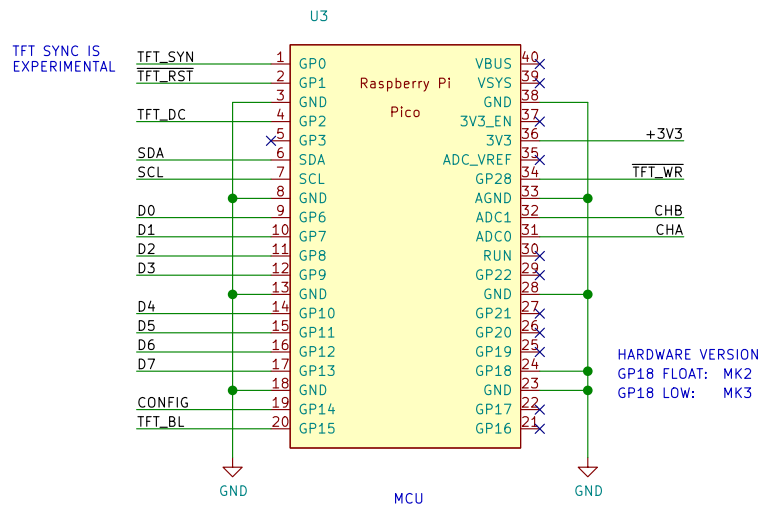 U3
TFT SYNC IS
EXPERIMENTAL
TFT_SYN 1 GP0 VBUS 40
TFT_RST 2 GP1 Raspberry Pi VSYS 39
3 GND GND 38
TFT_DC 4 GP2 Pico 3V3_EN 37
5 GP3 3V3 36 +3V3
SDA 6 SDA ADC_VREF 35
SCL 7 SCL GP28 34 TFT_WR
8 GND AGND 33
D0 9 GP6 ADC1 32 CHB
D1 10 GP7 ADC0 31 CHA
D2 11 GP8 RUN 30
D3 12 GP9 GP22 29
13 GND GND 28
D4 14 GP10 GP21 27
D5 15 GP11 GP20 26
D6 16 GP12 GP19 25
D7 17 GP13 GP18 24
18 GND GND 23
CONFIG 19 GP14 GP17 22
TFT_BL 20 GP15 GP16 21
HARDWARE VERSION
GP18 FLOAT: MK2
GP18 LOW: MK3
GND
GND
MCU